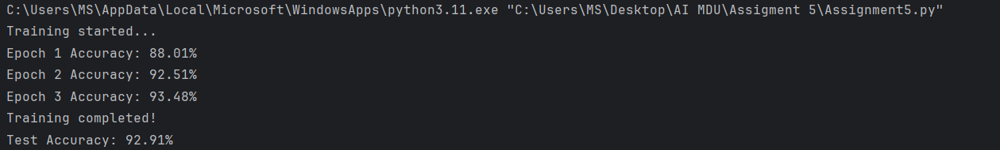 C:\Users\MS\AppData\Local\Microsoft\WindowsApps\python3.11.exe "C:\Users\MS\Desktop\AI MDU\Assigment 5\Assignment5.py"
Training started...
Epoch 1 Accuracy: 88.01%
Epoch 2 Accuracy: 92.51%
Epoch 3 Accuracy: 93.48%
Training completed!
Test Accuracy: 92.91%